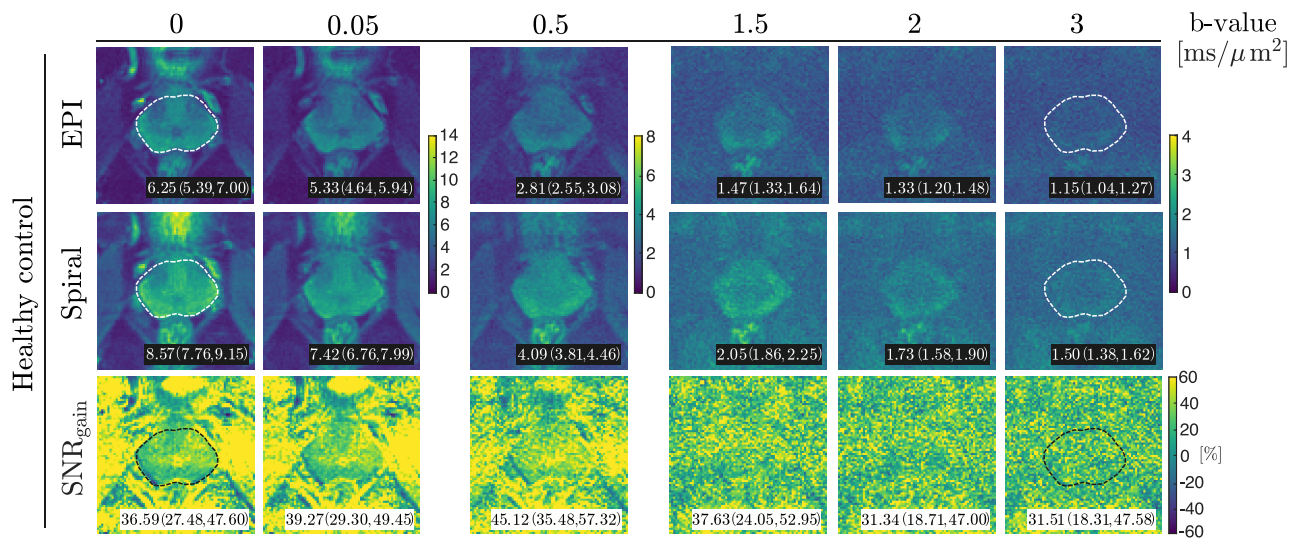 0 0.05 0.5 1.5 2 3 b-value
[ms/μm²]
Healthy control
EPI
6.25(5.39,7.00) 5.33(4.64,5.94) 2.81(2.55,3.08) 1.47(1.33,1.64) 1.33(1.20,1.48) 1.15(1.04,1.27)
14
12
10
8
6
4
2
0
8
6
4
2
0
4
3
2
1
0
Spiral
8.57(7.76,9.15) 7.42(6.76,7.99) 4.09(3.81,4.46) 2.05(1.86,2.25) 1.73(1.58,1.90) 1.50(1.38,1.62)
SNR_gain
36.59(27.48,47.60) 39.27(29.30,49.45) 45.12(35.48,57.32) 37.63(24.05,52.95) 31.34(18.71,47.00) 31.51(18.31,47.58)
60
40
20
0 [%]
-20
-40
-60